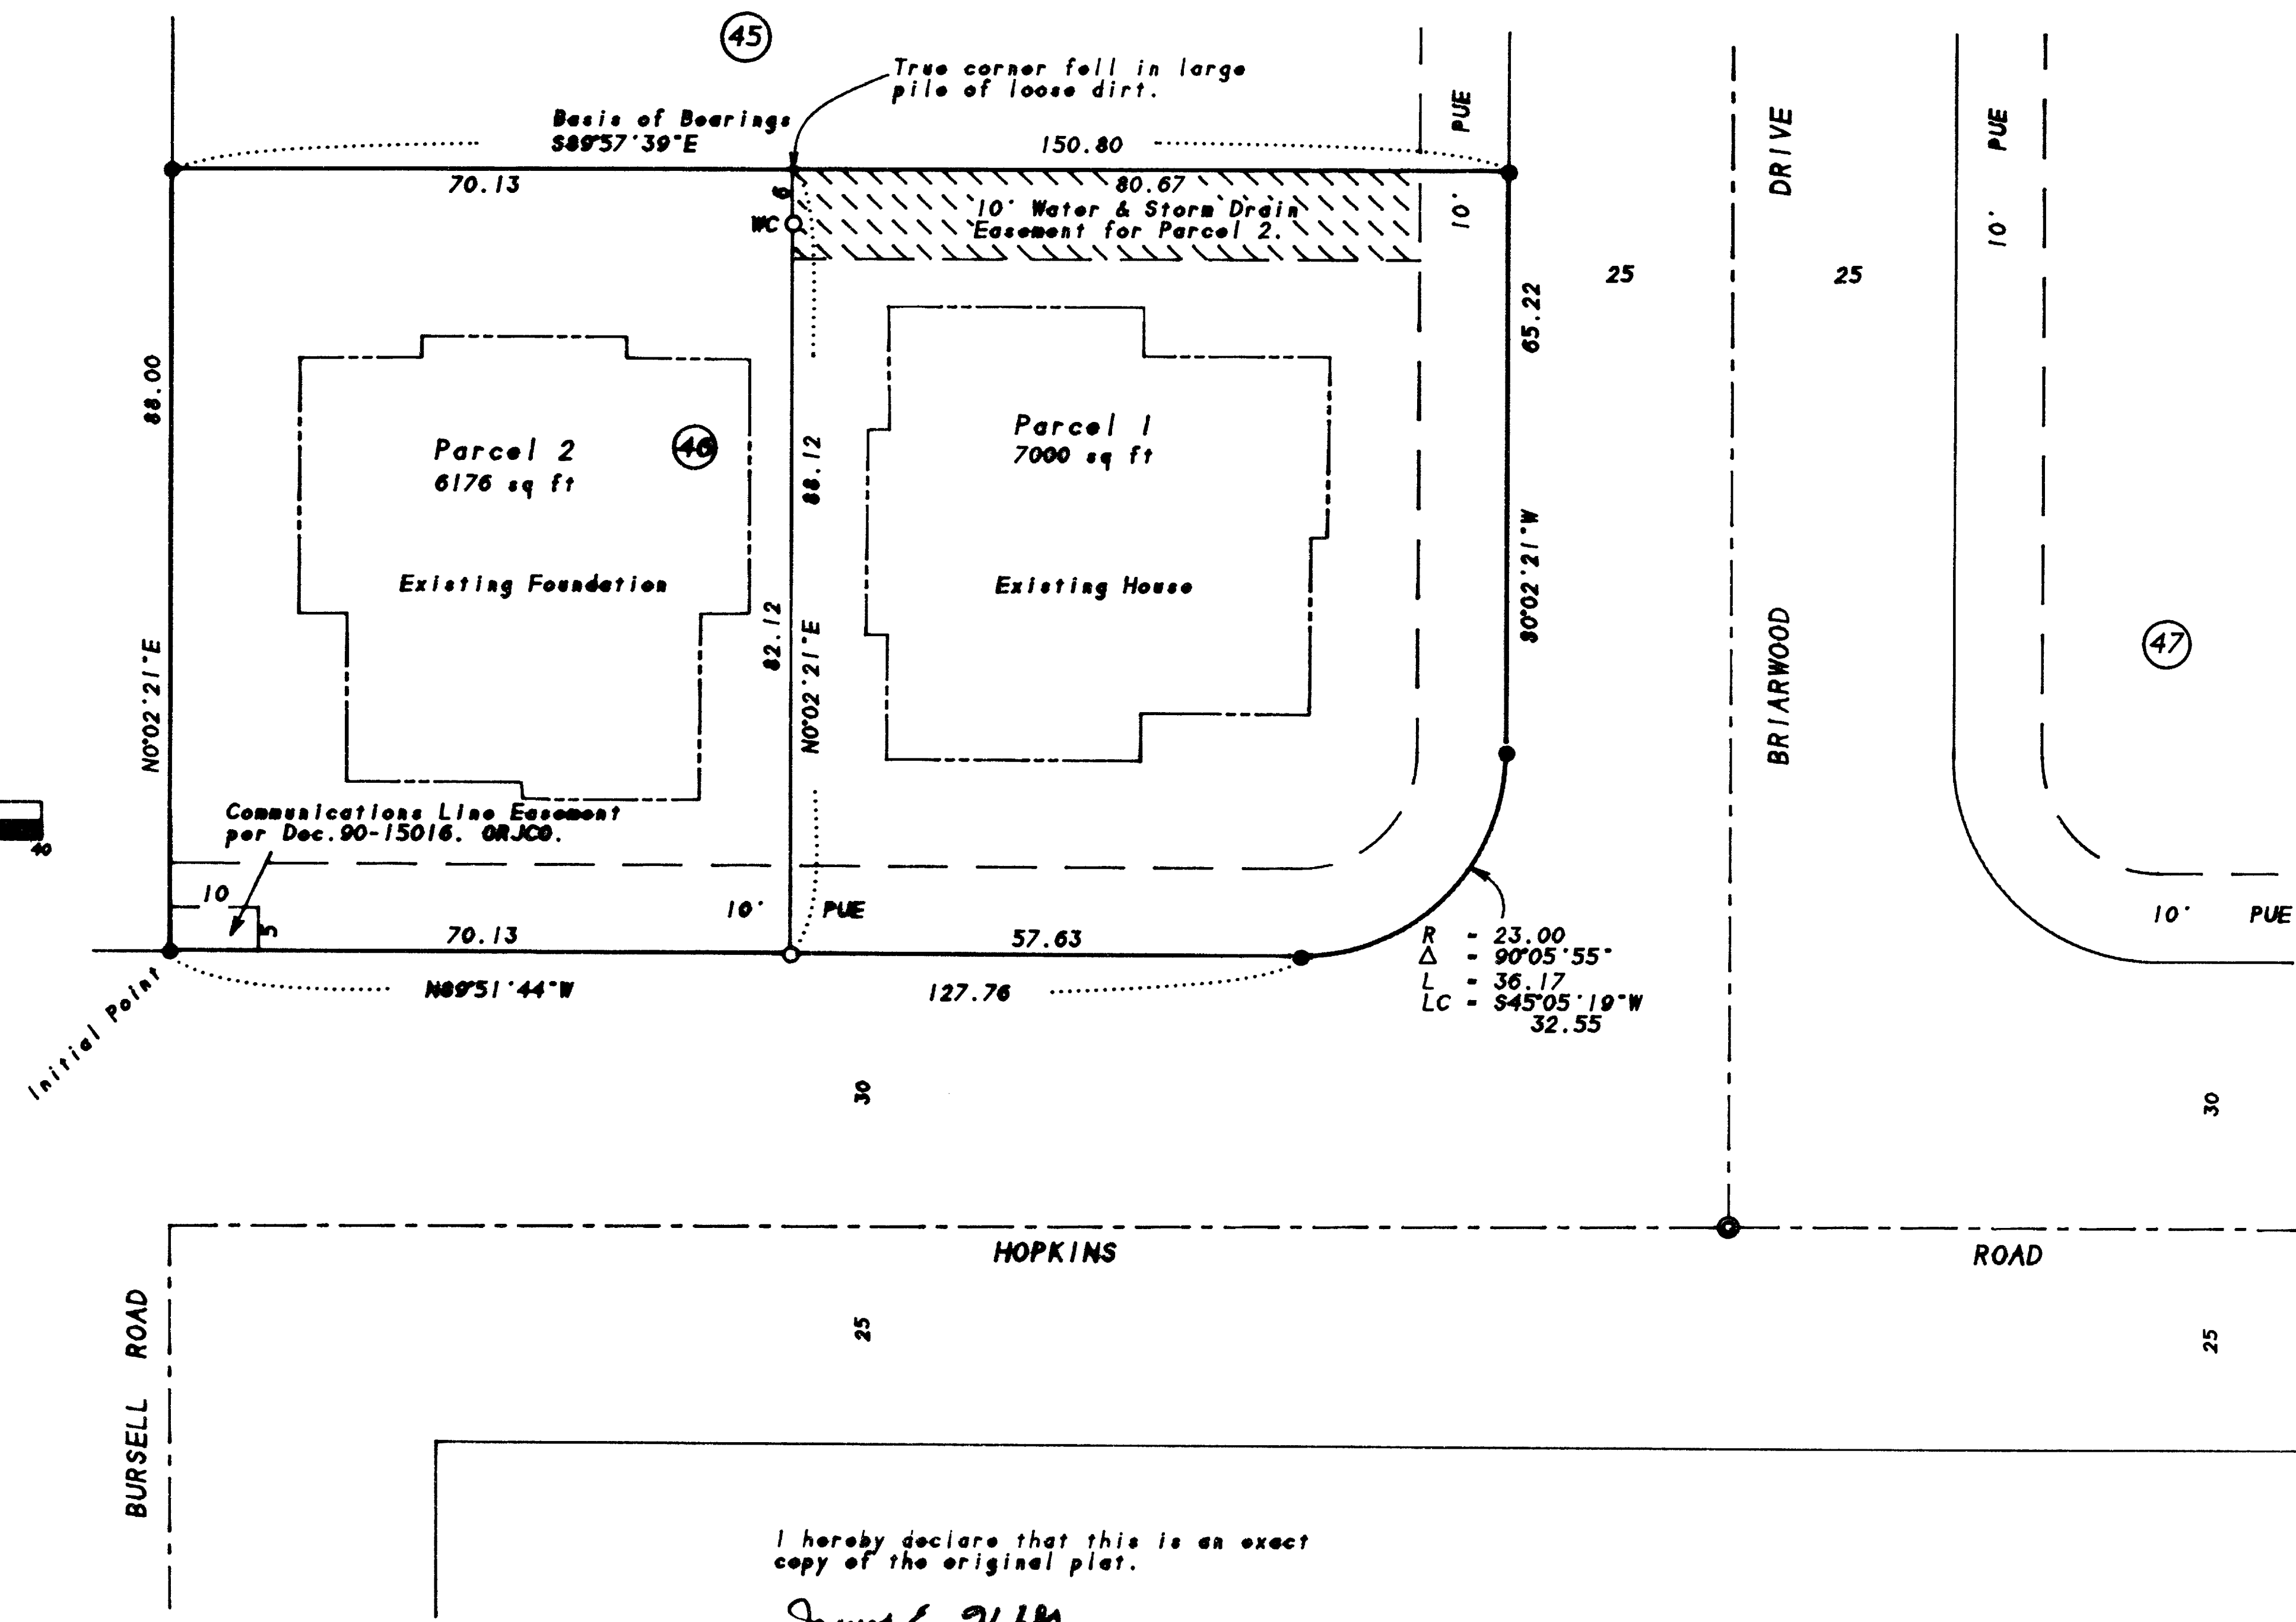 45
True corner fell in large
pile of loose dirt.
Basis of Bearings
S89°57'39"E
150.80
70.13
80.67
6
WC
10' Water & Storm Drain
Easement for Parcel 2.
10' PUE
DRIVE
10' PUE
25
25
65.22
88.00
Parcel 2
6176 sq ft
46
88.12
Parcel 1
7000 sq ft
S0°02'21"W
Existing Foundation
Existing House
82.12
N0°02'21"E
N0°02'21"E
BRIARWOOD
47
40
Communications Line Easement
per Doc.90-15016. ORJCO.
10
5
10' PUE
10' PUE
70.13
57.63
Initial Point
N89°51'44"W
127.76
R = 23.00
Δ = 90°05'55"
L = 36.17
LC = S45°05'19"W
32.55
30
30
HOPKINS ROAD
BURSELL ROAD
25
25
I hereby declare that this is an exact
copy of the original plat.